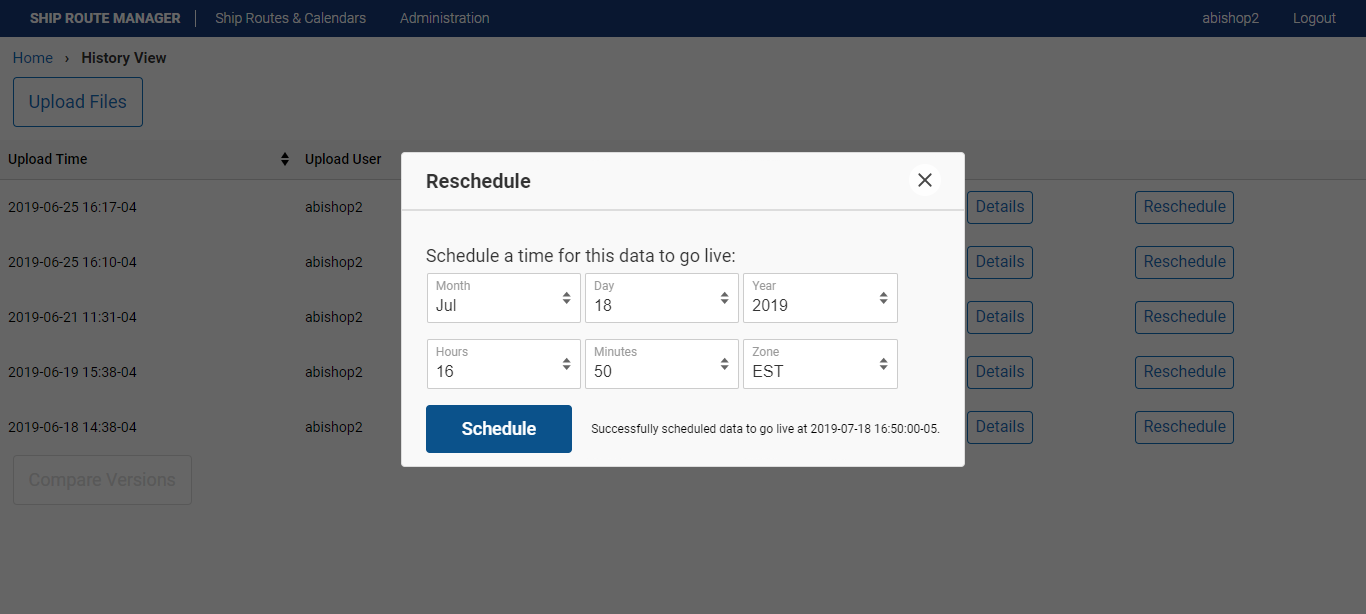 SHIP ROUTE MANAGER Ship Routes & Calendars Administration abishop2 Logout
Home › History View
Upload Files
Upload Time Upload User
Reschedule
Schedule a time for this data to go live:
Month Day Year
Jul 18 2019
Hours Minutes Zone
16 50 EST
Schedule Successfully scheduled data to go live at 2019-07-18 16:50:00-05.
2019-06-25 16:17-04 abishop2 Details Reschedule
2019-06-25 16:10-04 abishop2 Details Reschedule
2019-06-21 11:31-04 abishop2 Details Reschedule
2019-06-19 15:38-04 abishop2 Details Reschedule
2019-06-18 14:38-04 abishop2 Details Reschedule
Compare Versions